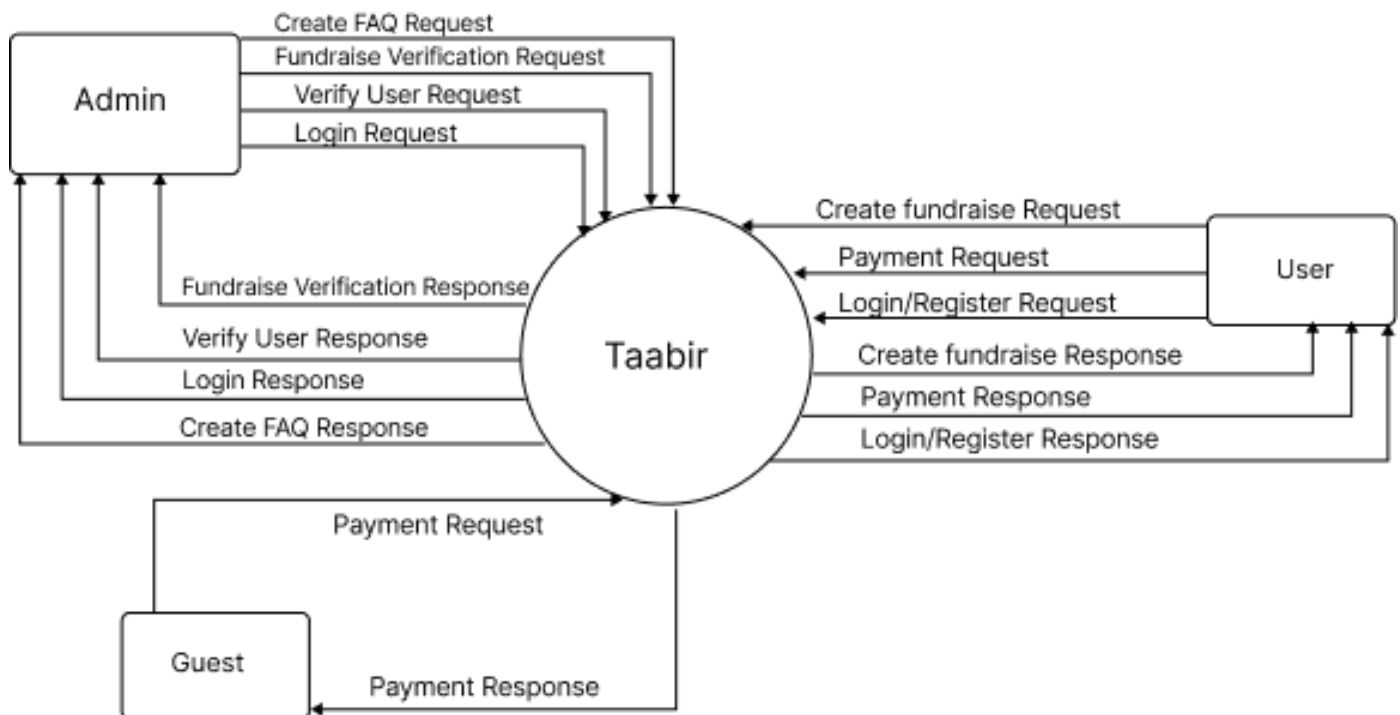 Create FAQ Request
Fundraise Verification Request
Admin
Verify User Request
Login Request
Create fundraise Request
Payment Request
User
Login/Register Request
Fundraise Verification Response
Verify User Response
Taabir
Create fundraise Response
Login Response
Payment Response
Create FAQ Response
Login/Register Response
Payment Request
Guest
Payment Response